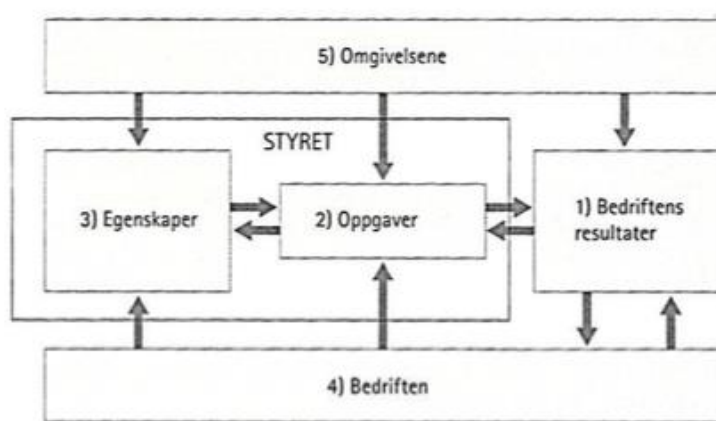 5) Omgivelsene
STYRET
3) Egenskaper
2) Oppgaver
1) Bedriftens
resultater
4) Bedriften